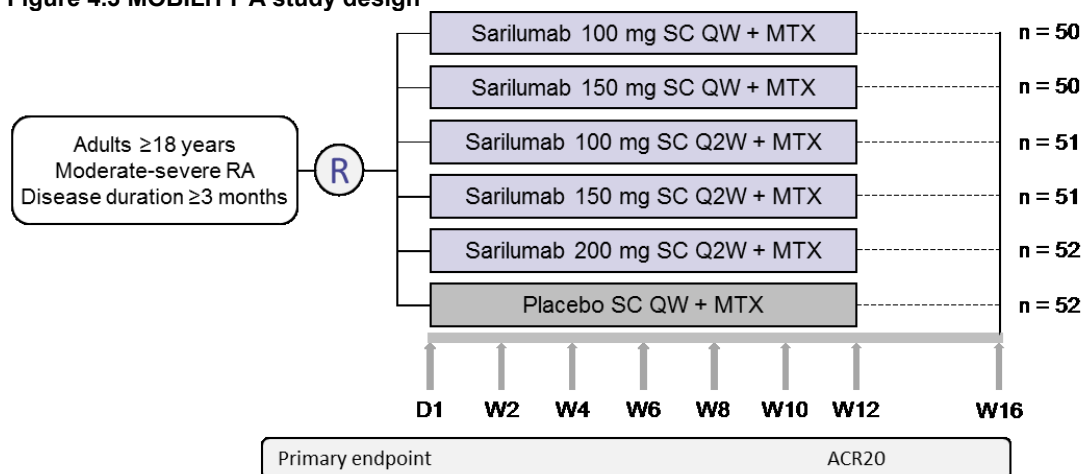 Figure 4.3 MOBILITY A study design
Sarilumab 100 mg SC QW + MTX
n = 50
Sarilumab 150 mg SC QW + MTX
n = 50
Adults ≥18 years
Moderate-severe RA
Disease duration ≥3 months
R
Sarilumab 100 mg SC Q2W + MTX
n = 51
Sarilumab 150 mg SC Q2W + MTX
n = 51
Sarilumab 200 mg SC Q2W + MTX
n = 52
Placebo SC QW + MTX
n = 52
D1 W2 W4 W6 W8 W10 W12 W16
Primary endpoint ACR20